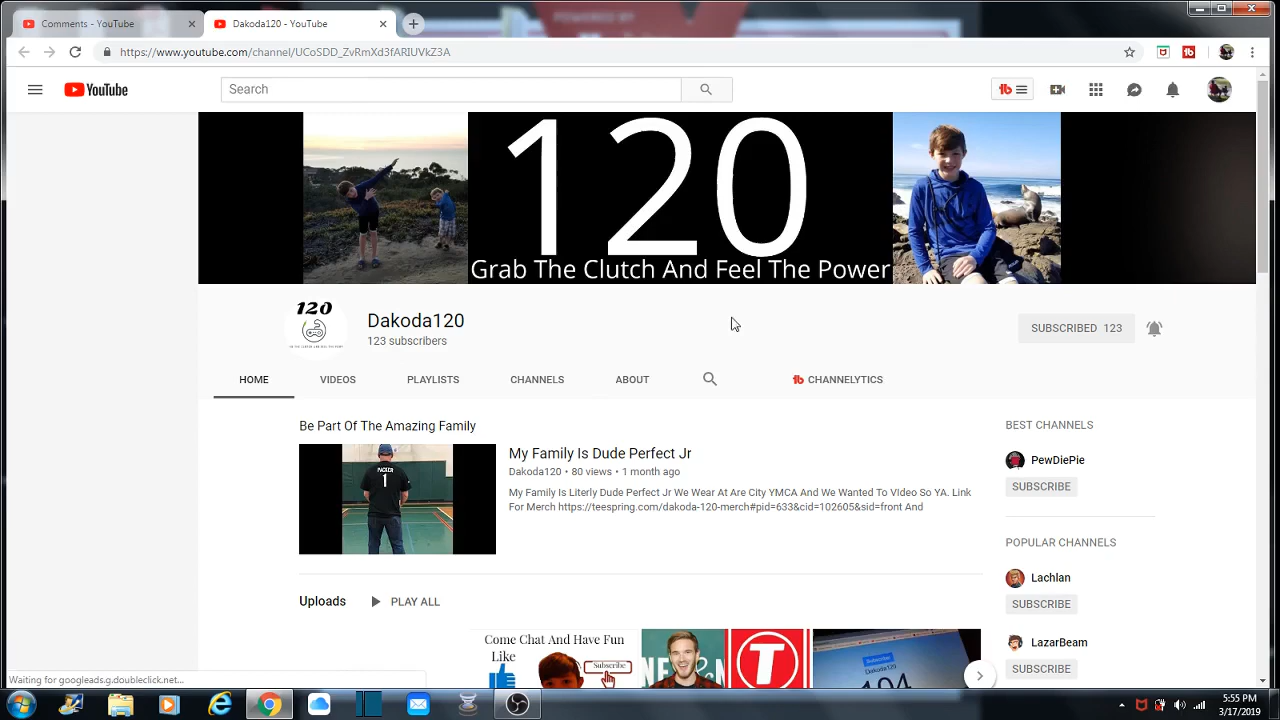 Comments - YouTube
Dakoda120 - YouTube
https://www.youtube.com/channel/UCoSDD_ZvRmXd3fARIUVkZ3A
YouTube
Search
120
Grab The Clutch And Feel The Power
120
Dakoda120
123 subscribers
SUBSCRIBED 123
HOME VIDEOS PLAYLISTS CHANNELS ABOUT CHANNELYTICS
Be Part Of The Amazing Family
My Family Is Dude Perfect Jr
Dakoda120 • 80 views • 1 month ago
My Family Is Literly Dude Perfect Jr We Wear At Are City YMCA And We Wanted To VIdeo So YA. Link
For Merch https://teespring.com/dakoda-120-merch#pid=633&cid=102605&sid=front And
PACKER
1
BEST CHANNELS
PewDiePie
SUBSCRIBE
POPULAR CHANNELS
Lachlan
SUBSCRIBE
LazarBeam
SUBSCRIBE
Uploads PLAY ALL
Come Chat And Have Fun
Like
Subscribe
T
Waiting for googleads.g.doubleclick.net...
5:55 PM
3/17/2019